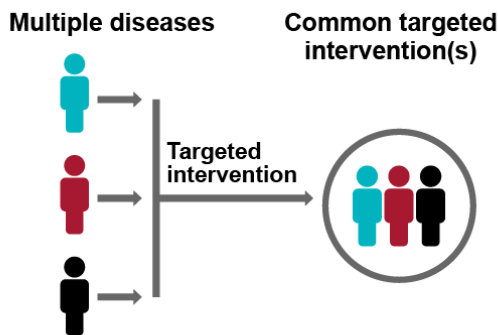 Multiple diseases
Common targeted
intervention(s)
Targeted
intervention